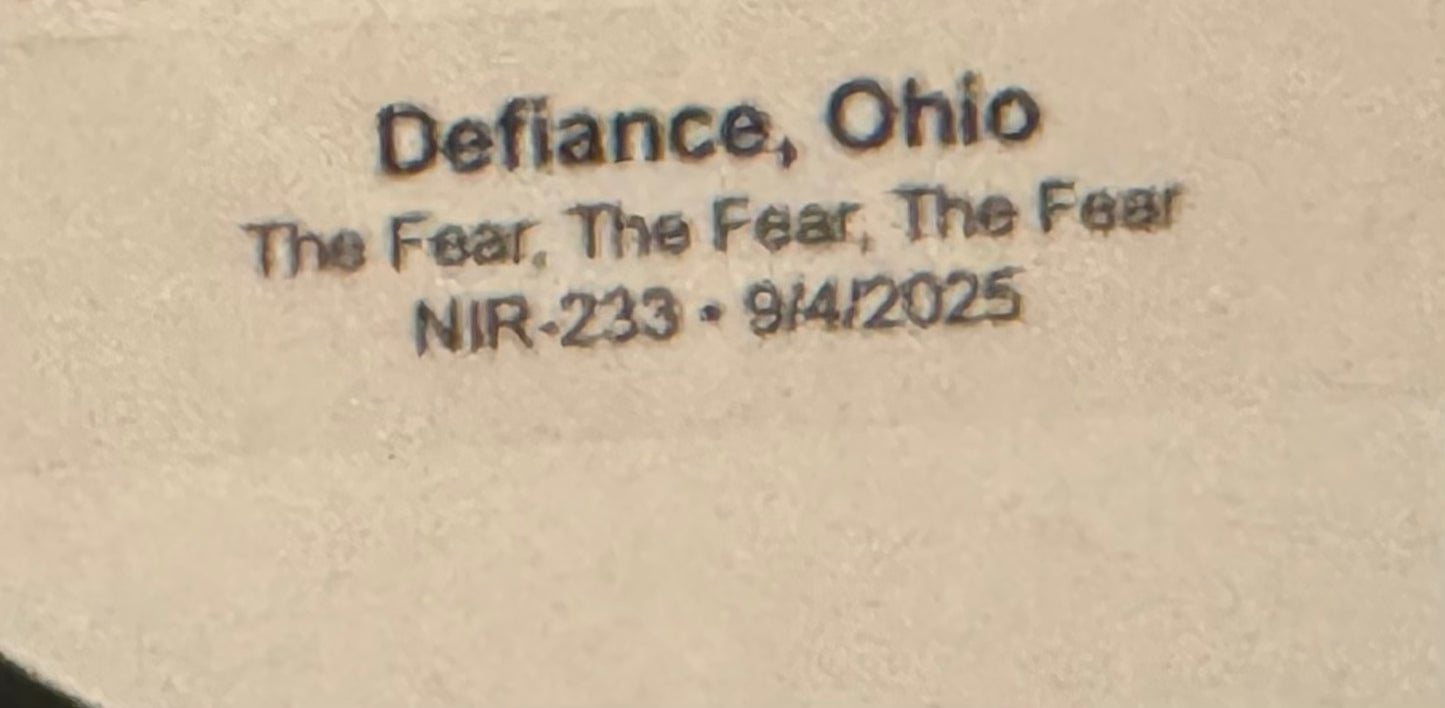 Defiance, Ohio
The Fear, The Fear, The Fear
NIR-233 • 9/4/2025